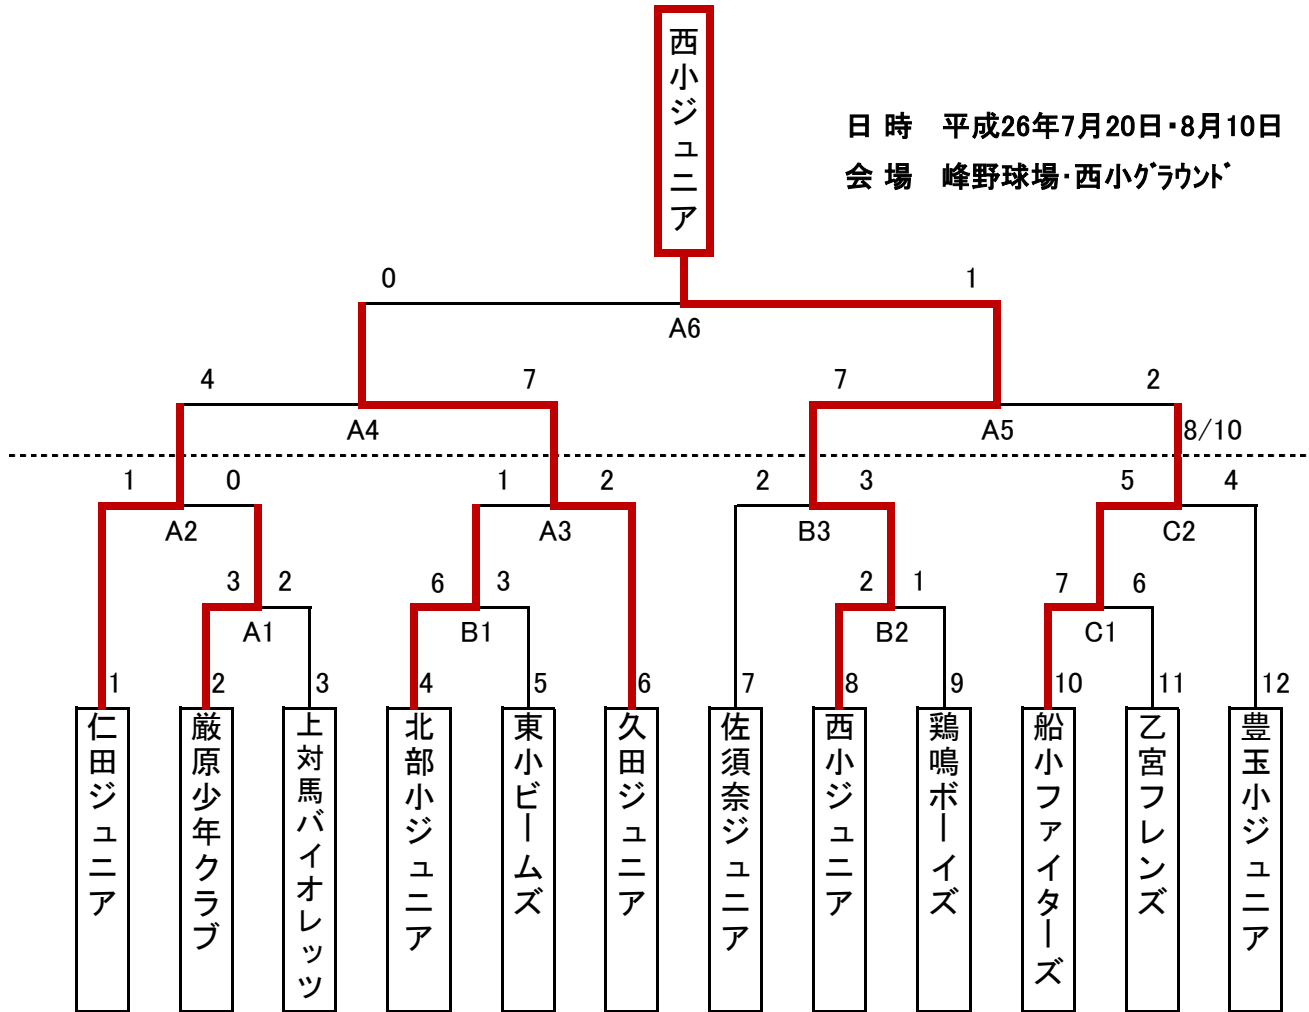 西小ジュニア
日 時　平成26年7月20日・8月10日
会 場　峰野球場・西小グラウンド
0 1
A6
4 7 7 2
A4 A5 8/10
1 0 1 2 2 3 5 4
A2 A3 B3 C2
3 2 6 3 2 1 7 6
A1 B1 B2 C1
1 2 3 4 5 6 7 8 9 10 11 12
仁田ジュニア
厳原少年クラブ
上対馬バイオレッツ
北部小ジュニア
東小ビームズ
久田ジュニア
佐須奈ジュニア
西小ジュニア
鶏鳴ボーイズ
船小ファイターズ
乙宮フレンズ
豊玉小ジュニア